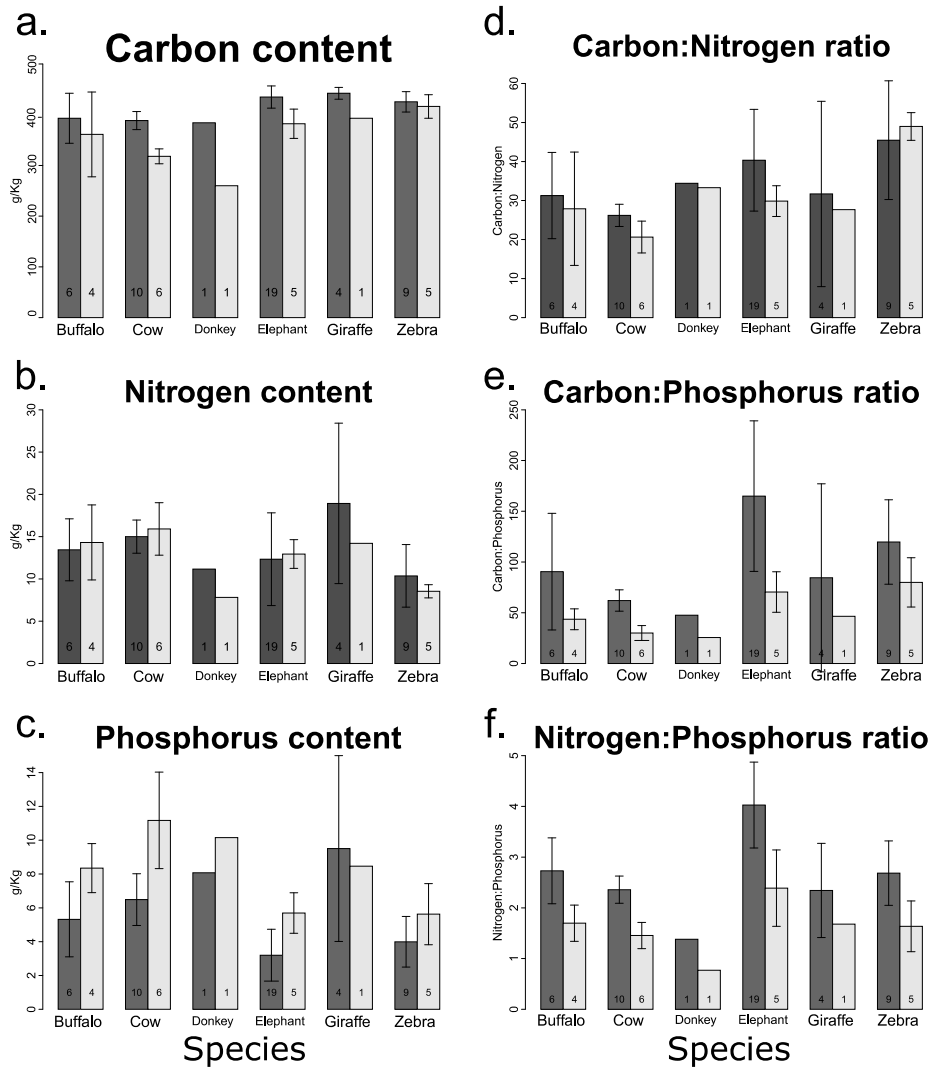 a.
Carbon content
g/Kg
0
100
200
300
400
500
6 4 10 6 1 1 19 5 4 1 9 5
Buffalo Cow Donkey Elephant Giraffe Zebra
b.
Nitrogen content
g/Kg
0
5
10
15
20
25
30
6 4 10 6 1 1 19 5 4 1 9 5
Buffalo Cow Donkey Elephant Giraffe Zebra
c.
Phosphorus content
g/Kg
0
2
4
6
8
10
12
14
6 4 10 6 1 1 19 5 4 1 9 5
Buffalo Cow Donkey Elephant Giraffe Zebra
Species
d.
Carbon:Nitrogen ratio
Carbon:Nitrogen
0
10
20
30
40
50
60
6 4 10 6 1 1 19 5 4 1 9 5
Buffalo Cow Donkey Elephant Giraffe Zebra
e.
Carbon:Phosphorus ratio
Carbon:Phosphorus
0
50
100
150
200
250
6 4 10 6 1 1 19 5 4 1 9 5
Buffalo Cow Donkey Elephant Giraffe Zebra
f.
Nitrogen:Phosphorus ratio
Nitrogen:Phosphorus
0
1
2
3
4
5
6 4 10 6 1 1 19 5 4 1 9 5
Buffalo Cow Donkey Elephant Giraffe Zebra
Species